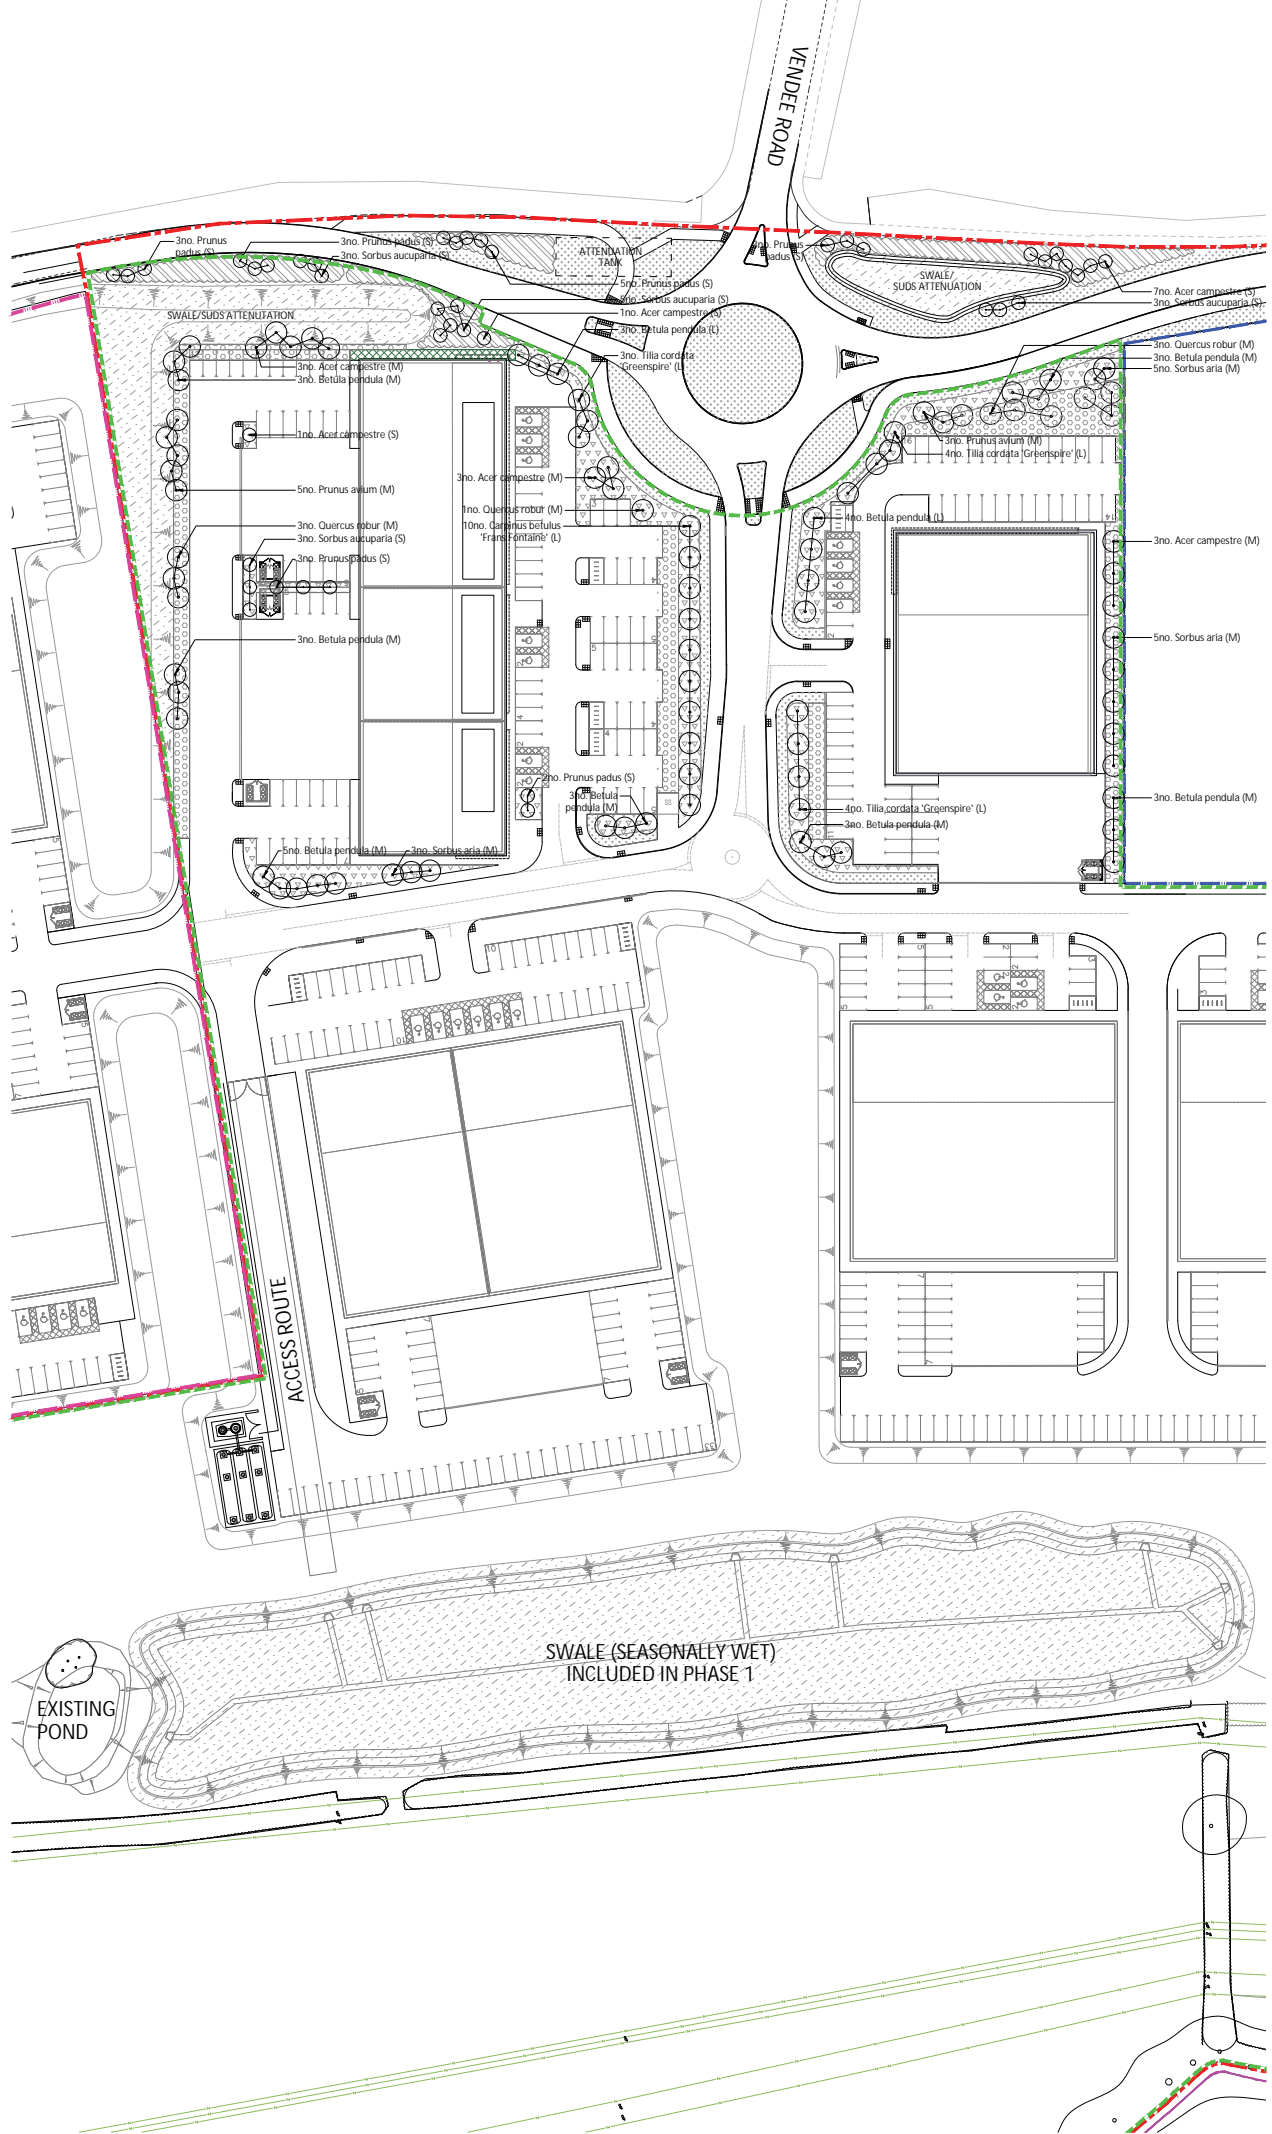 VENDEE ROAD
3no. Prunus
padus (S)
3no. Prunus padus (S)
3no. Sorbus aucuparia (S)
ATTENUATION
TANK
5no. Prunus padus (S)
3no. Prunus
padus (S)
SWALE/
SUDS ATTENUATION
7no. Acer campestre (S)
3no. Sorbus aucuparia (S)
SWALE/SUDS ATTENUTATION
3no. Sorbus aucuparia (S)
1no. Acer campestre (S)
3no. Betula pendula (L)
3no. Tilia cordata
'Greenspire' (L)
3no. Quercus robur (M)
3no. Betula pendula (M)
5no. Sorbus aria (M)
3no. Acer campestre (M)
3no. Betula pendula (M)
1no. Acer campestre (S)
3no. Prunus avium (M)
4no. Tilia cordata 'Greenspire' (L)
3no. Acer campestre (M)
5no. Prunus avium (M)
1no. Quercus robur (M)
10no. Carpinus betulus
'Frans Fontaine' (L)
4no. Betula pendula (L)
3no. Quercus robur (M)
3no. Sorbus aucuparia (S)
3no. Prunus padus (S)
3no. Acer campestre (M)
3no. Betula pendula (M)
5no. Sorbus aria (M)
2no. Prunus padus (S)
3no. Betula
pendula (M)
4no. Tilia cordata 'Greenspire' (L)
3no. Betula pendula (M)
3no. Betula pendula (M)
5no. Betula pendula (M)
3no. Sorbus aria (M)
ACCESS ROUTE
SWALE (SEASONALLY WET)
INCLUDED IN PHASE 1
EXISTING
POND